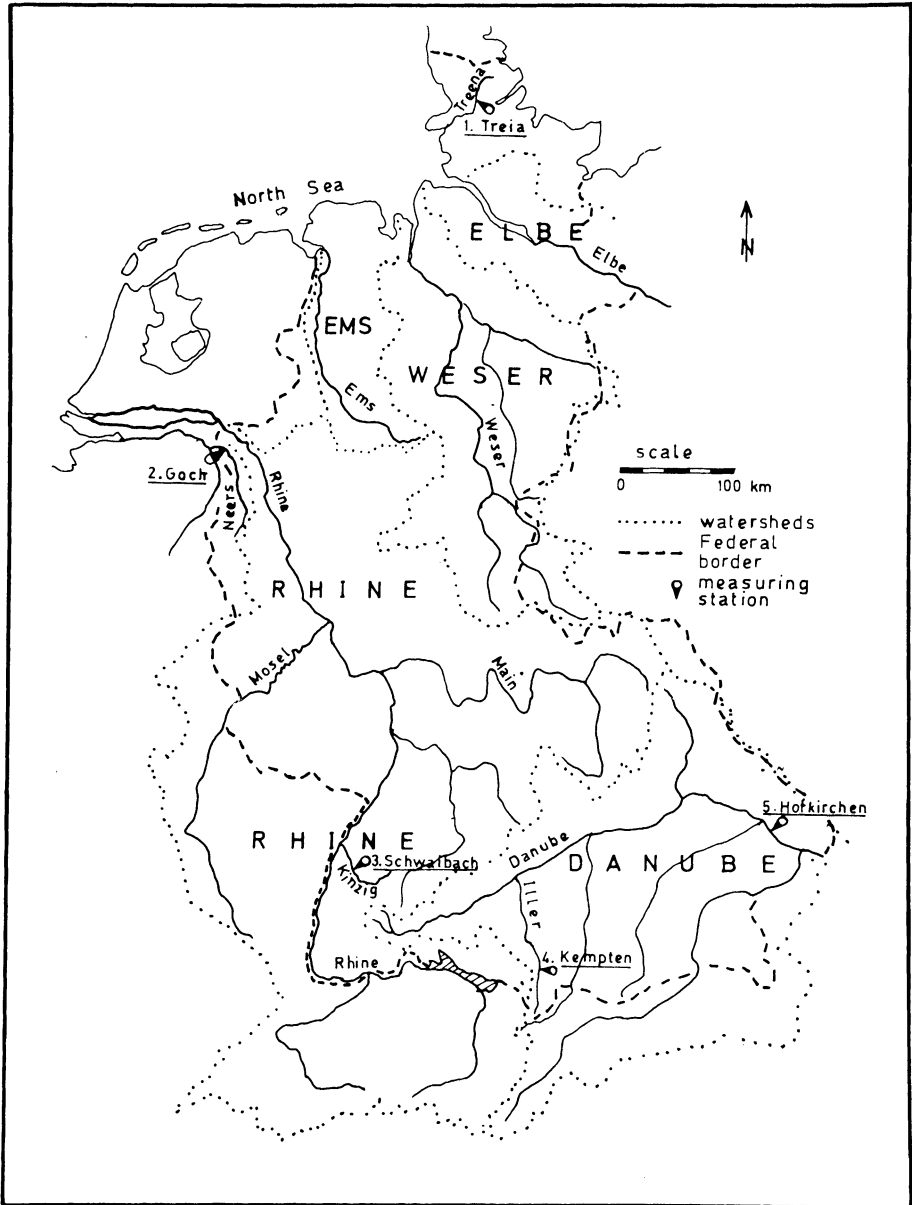 Treena
1. Treia
North Sea
N
ELBE
Elbe
EMS
Ems
WESER
Weser
scale
0 100 km
watersheds
Federal
border
measuring
station
2. Goch
Neers
Rhine
RHINE
Mosel
Main
5. Hofkirchen
RHINE
3. Schwalbach
Kinzig
Danube
DANUBE
Iller
4. Kempten
Rhine